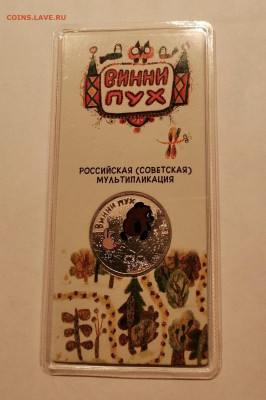 COINS.LAVE.RU
ВИННИ
ПУХ
РОССИЙСКАЯ (СОВЕТСКАЯ)
МУЛЬТИПЛИКАЦИЯ
ВИННИ ПУХ